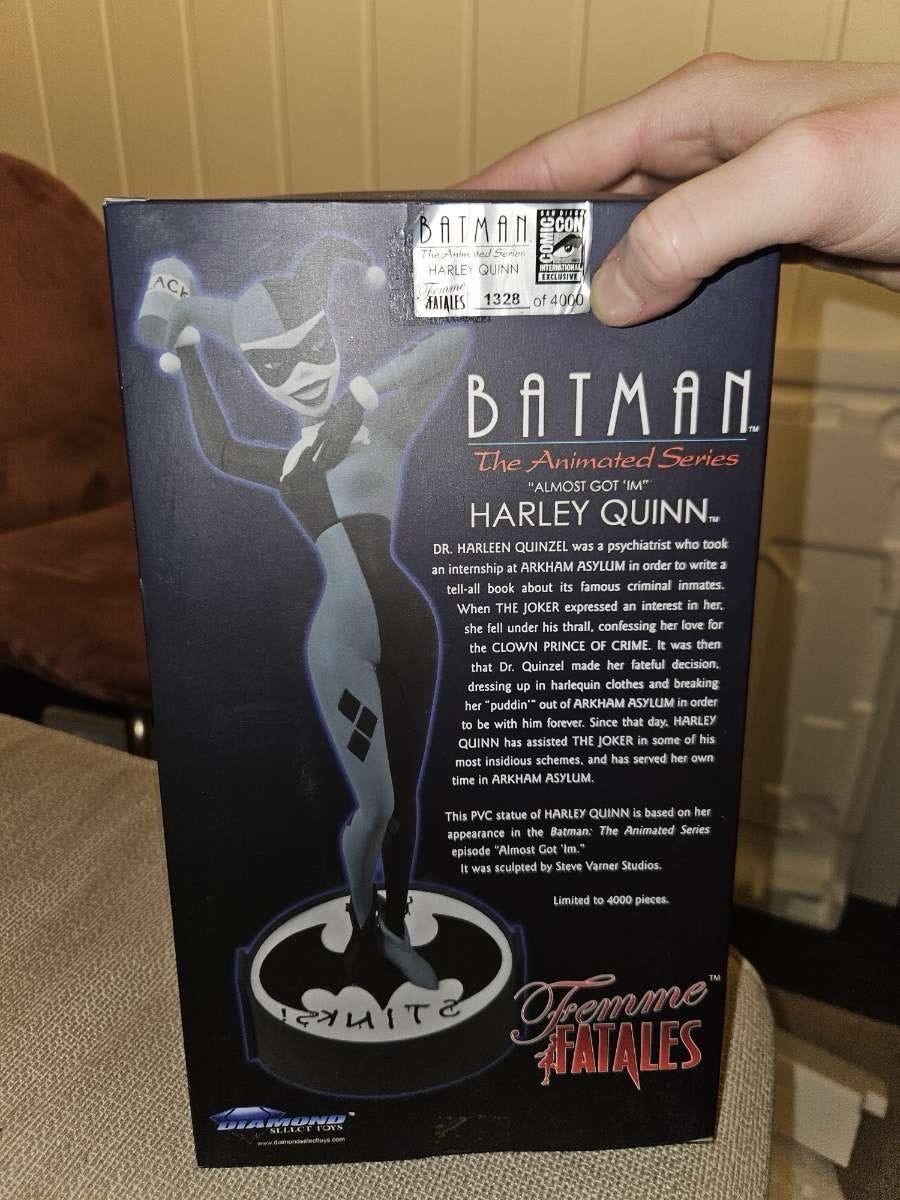 BATMAN
The Animated Series
HARLEY QUINN
Femme
FATALES
1328 of 4000
SAN DIEGO
COMIC CON
INTERNATIONAL
EXCLUSIVE
ACK
BATMAN™
The Animated Series
"ALMOST GOT 'IM"
HARLEY QUINN™
DR. HARLEEN QUINZEL was a psychiatrist who took
an internship at ARKHAM ASYLUM in order to write a
tell-all book about its famous criminal inmates.
When THE JOKER expressed an interest in her,
she fell under his thrall, confessing her love for
the CLOWN PRINCE OF CRIME. It was then
that Dr. Quinzel made her fateful decision,
dressing up in harlequin clothes and breaking
her "puddin'" out of ARKHAM ASYLUM in order
to be with him forever. Since that day, HARLEY
QUINN has assisted THE JOKER in some of his
most insidious schemes, and has served her own
time in ARKHAM ASYLUM.
This PVC statue of HARLEY QUINN is based on her
appearance in the Batman: The Animated Series
episode "Almost Got 'Im."
It was sculpted by Steve Varner Studios.
Limited to 4000 pieces.
STINKS!
Femme™
FATALES
DIAMOND™
SELECT TOYS
www.diamondselecttoys.com